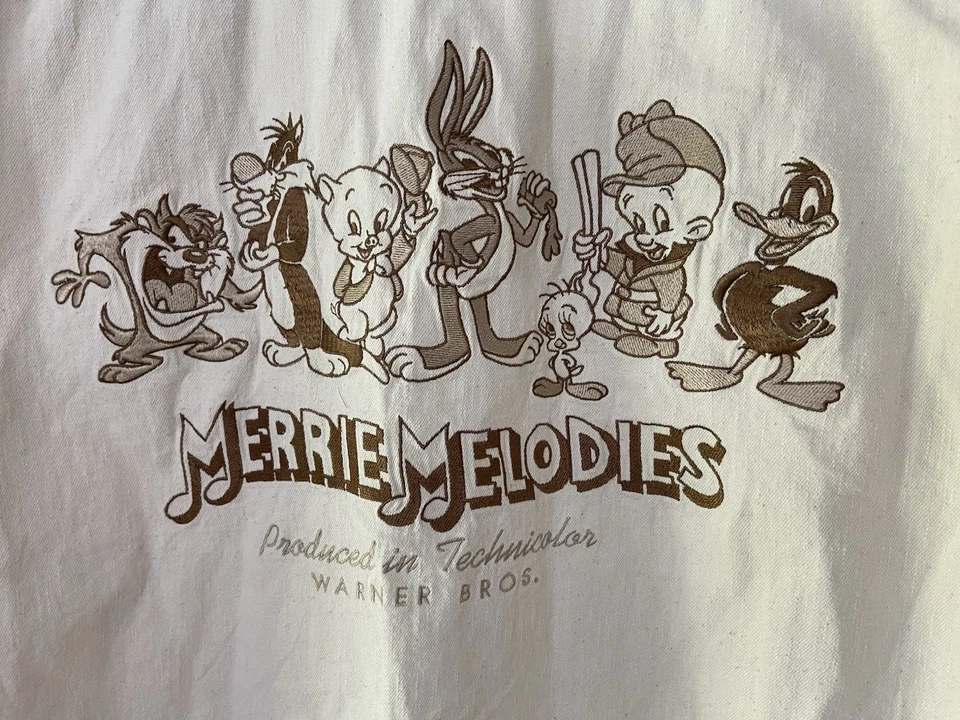 MERRIE MELODIES
Produced in Technicolor
WARNER BROS.